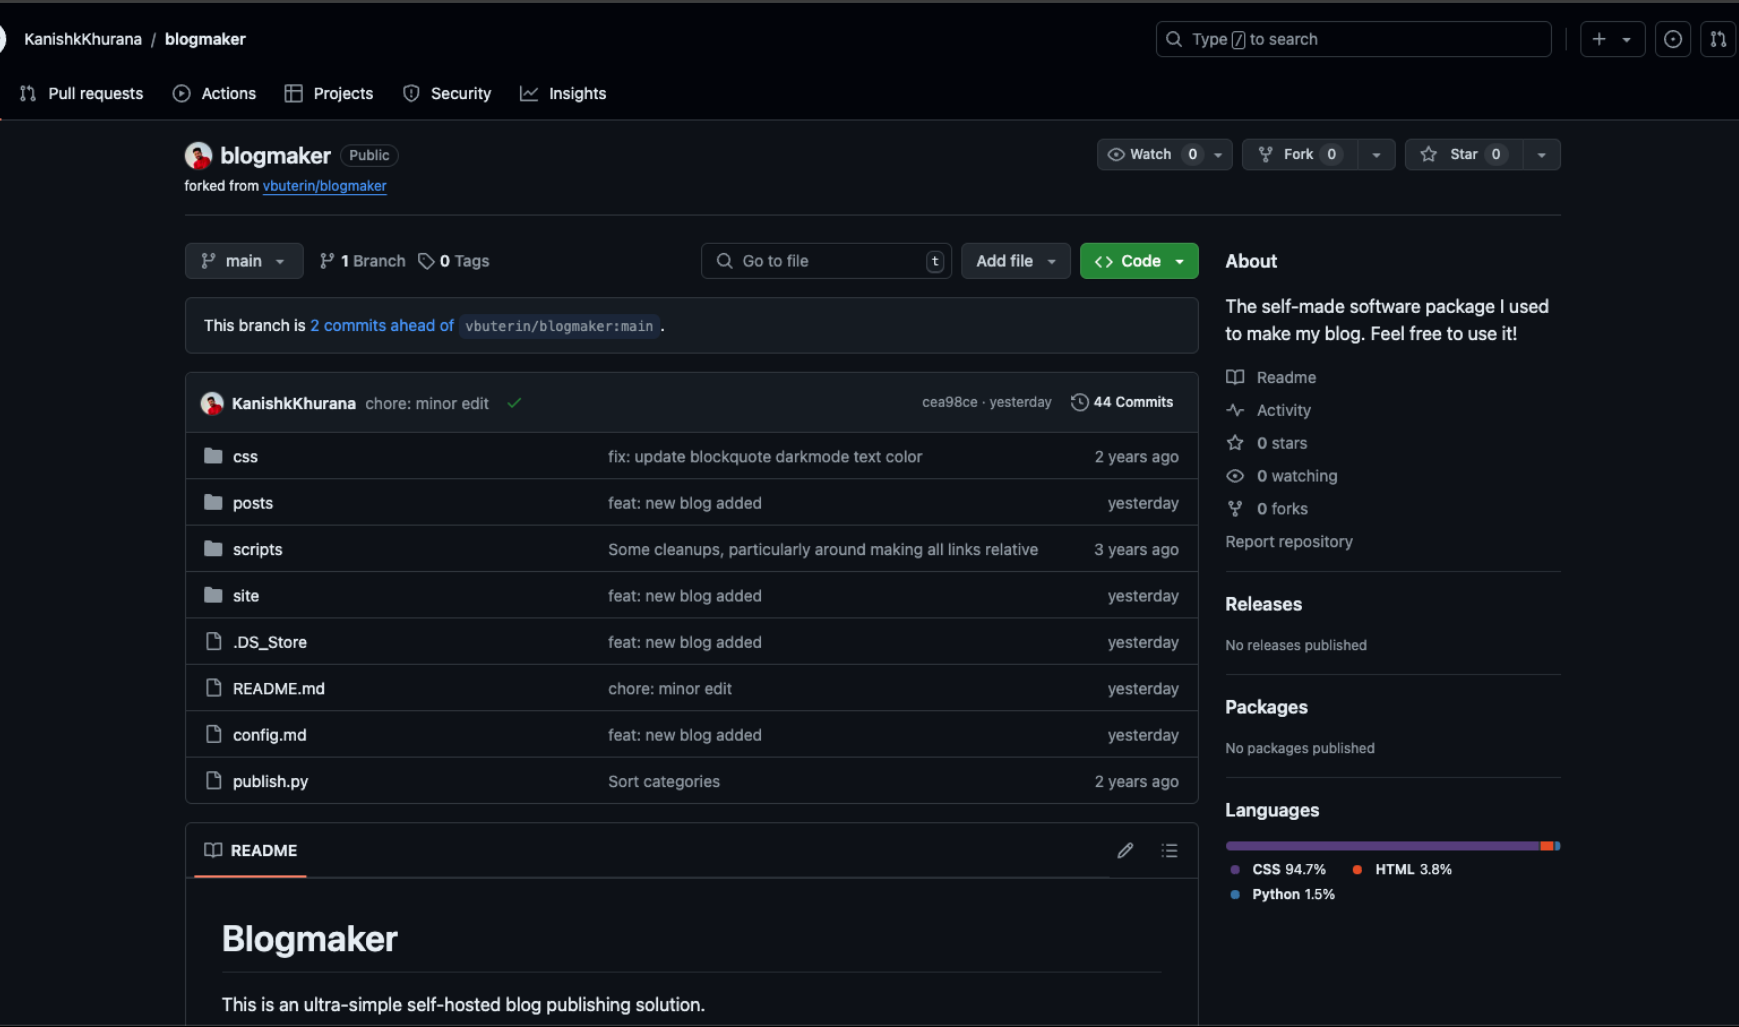 KanishkKhurana / blogmaker
Type / to search
Pull requests Actions Projects Security Insights
blogmaker Public
forked from vbuterin/blogmaker
Watch 0 Fork 0 Star 0
main 1 Branch 0 Tags
Go to file t Add file Code
This branch is 2 commits ahead of vbuterin/blogmaker:main .
KanishkKhurana chore: minor edit cea98ce · yesterday 44 Commits
css fix: update blockquote darkmode text color 2 years ago
posts feat: new blog added yesterday
scripts Some cleanups, particularly around making all links relative 3 years ago
site feat: new blog added yesterday
.DS_Store feat: new blog added yesterday
README.md chore: minor edit yesterday
config.md feat: new blog added yesterday
publish.py Sort categories 2 years ago
README
Blogmaker
This is an ultra-simple self-hosted blog publishing solution.
About
The self-made software package I used
to make my blog. Feel free to use it!
Readme
Activity
0 stars
0 watching
0 forks
Report repository
Releases
No releases published
Packages
No packages published
Languages
CSS 94.7% HTML 3.8%
Python 1.5%